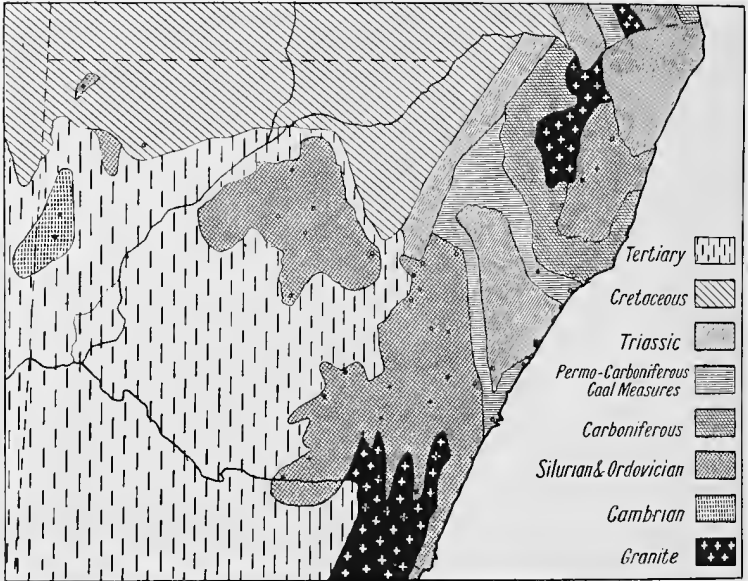 Tertiary
Cretaceous
Triassic
Permo-Carboniferous
Coal Measures
Carboniferous
Silurian & Ordovician
Cambrian
Granite